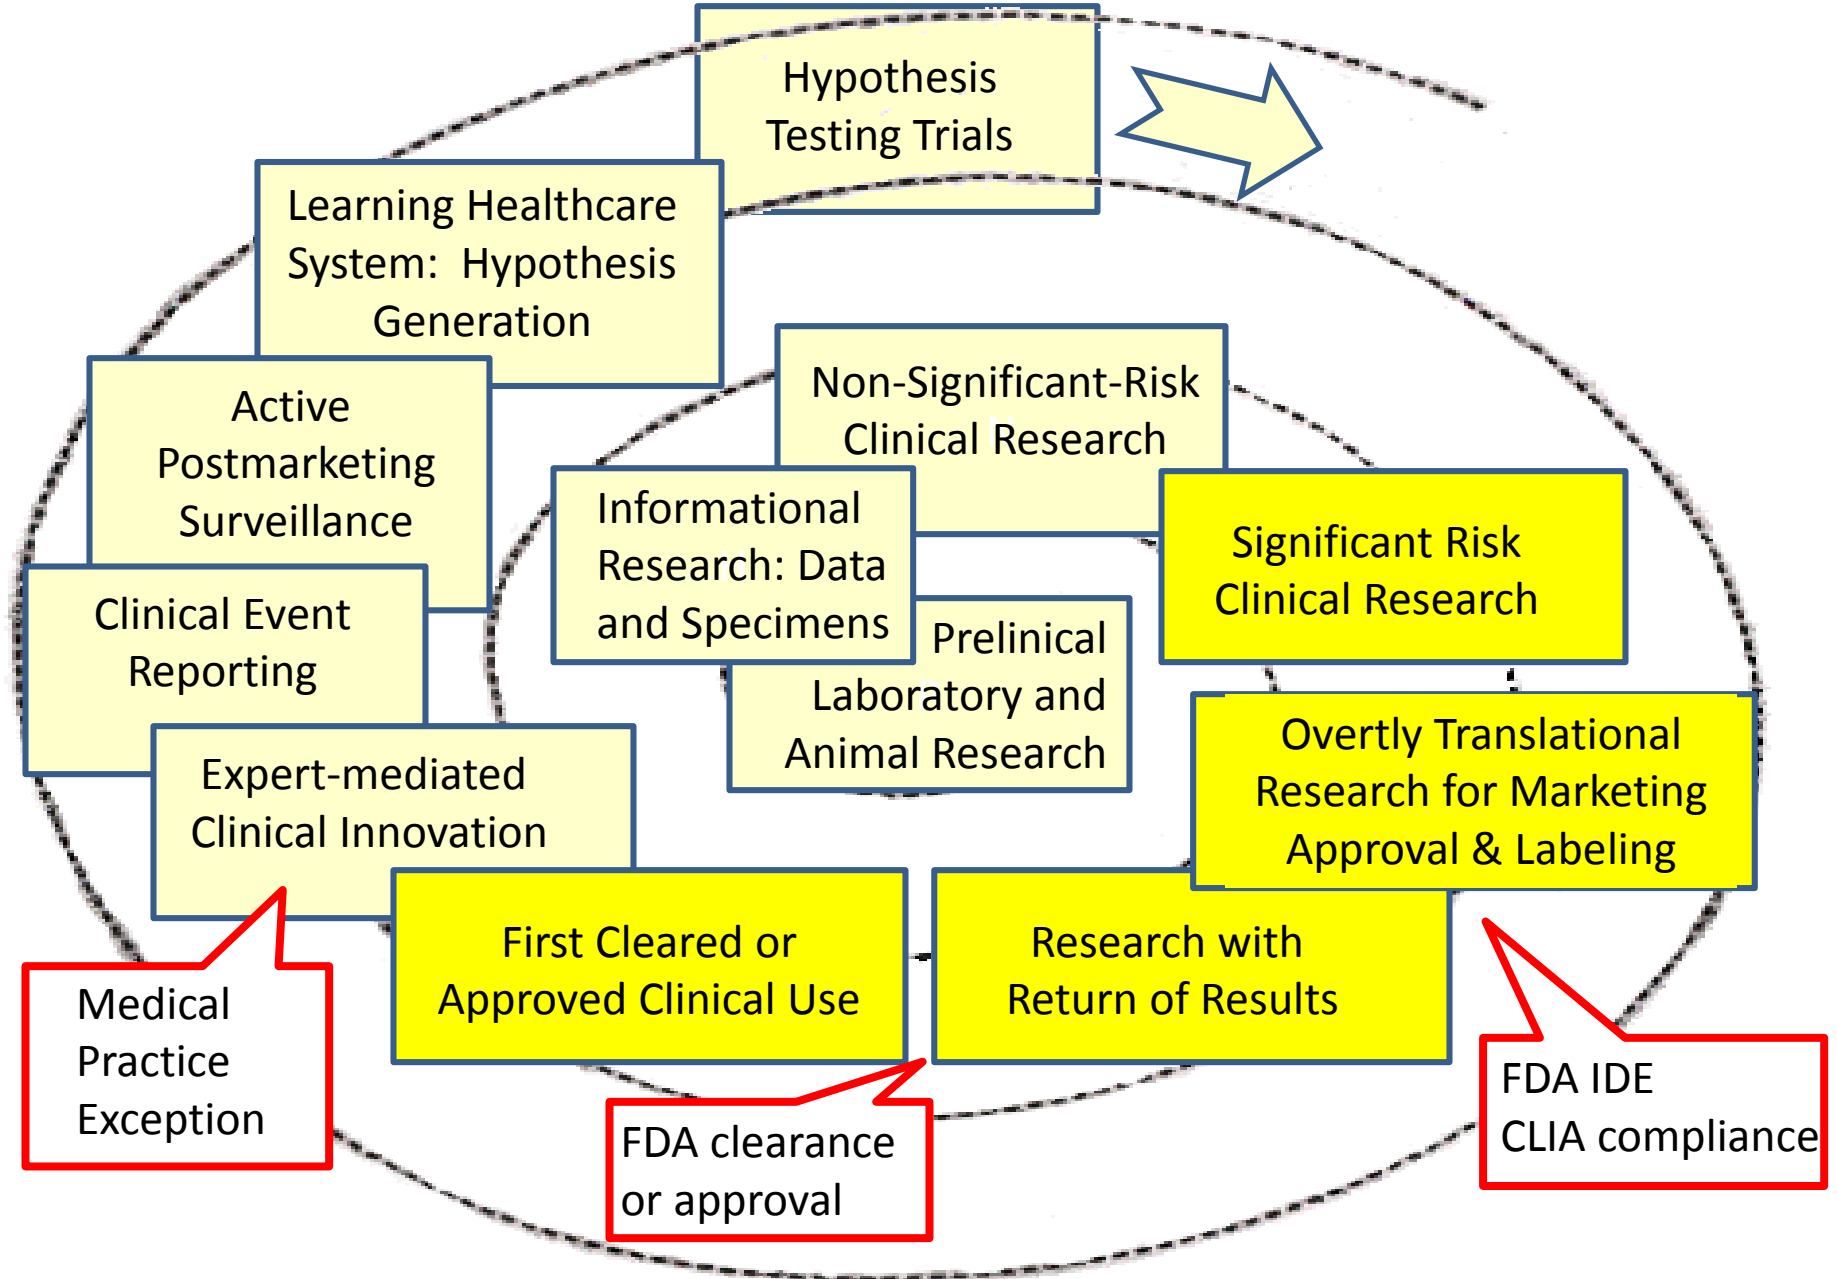 Hypothesis
Testing Trials
Learning Healthcare
System:  Hypothesis
Generation
Active
Postmarketing
Surveillance
Non-Significant-Risk
Clinical Research
Informational
Research: Data
and Specimens
Significant Risk
Clinical Research
Clinical Event
Reporting
Prelinical
Laboratory and
Animal Research
Overtly Translational
Research for Marketing
Approval & Labeling
Expert-mediated
Clinical Innovation
First Cleared or
Approved Clinical Use
Research with
Return of Results
Medical
Practice
Exception
FDA clearance
or approval
FDA IDE
CLIA compliance